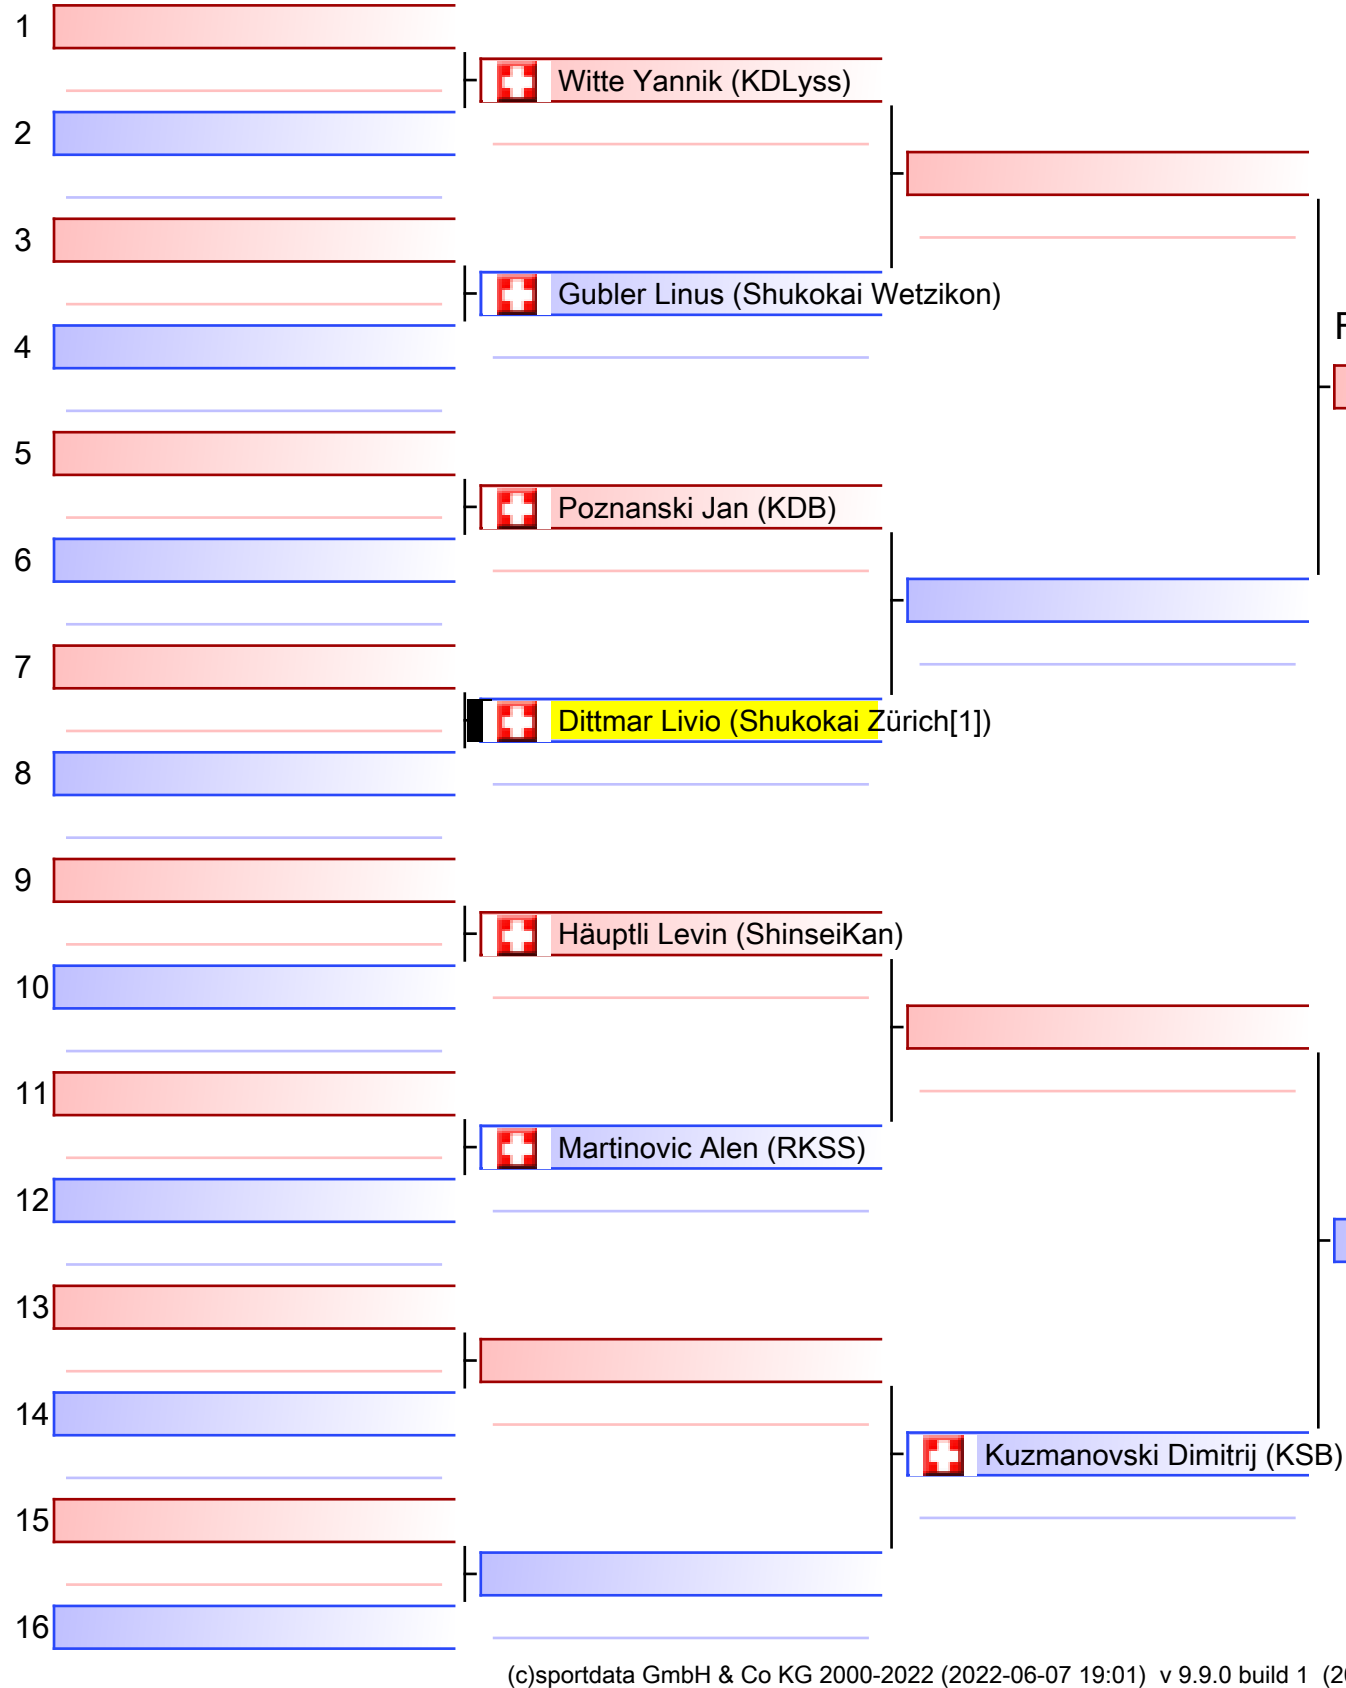 1
Witte Yannik (KDLyss)
2
3
Gubler Linus (Shukokai Wetzikon)
4
5
Poznanski Jan (KDB)
6
7
Dittmar Livio (Shukokai Zürich[1])
8
9
Häuptli Levin (ShinseiKan)
10
11
Martinovic Alen (RKSS)
12
13
14
Kuzmanovski Dimitrij (KSB)
15
16
(c)sportdata GmbH & Co KG 2000-2022 (2022-06-07 19:01) v 9.9.0 build 1